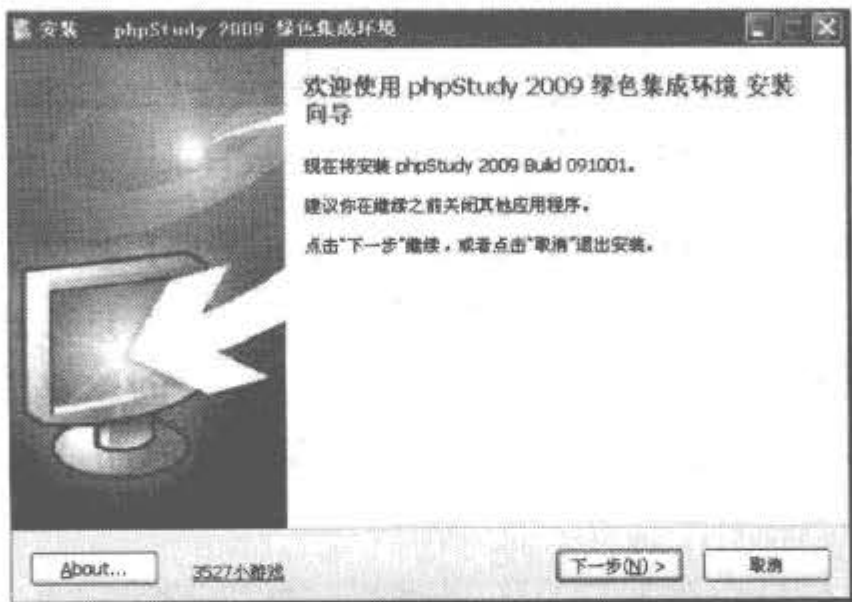 安装 - phpStudy 2009 绿色集成环境
欢迎使用 phpStudy 2009 绿色集成环境 安装
向导
现在将安装 phpStudy 2009 Build 091001。
建议你在继续之前关闭其他应用程序。
点击"下一步"继续，或者点击"取消"退出安装。
About...
3527小游戏
下一步(N) >
取消